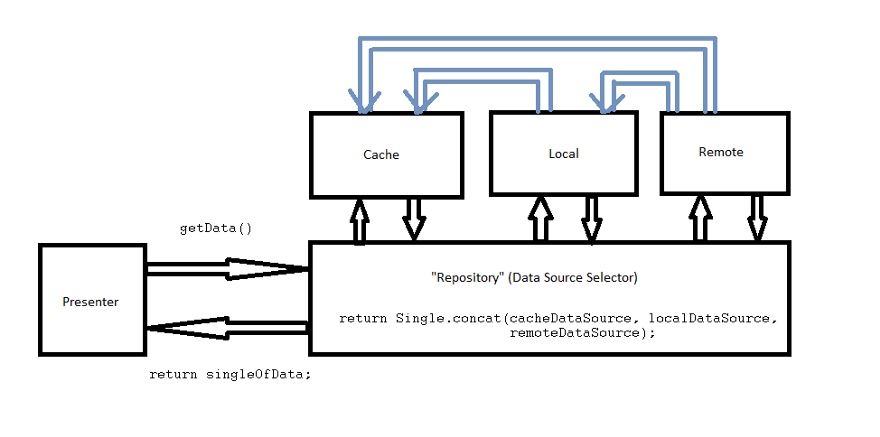 Cache
Local
Remote
getData()
Presenter
"Repository" (Data Source Selector)
return Single.concat(cacheDataSource, localDataSource,
remoteDataSource);
return singleOfData;